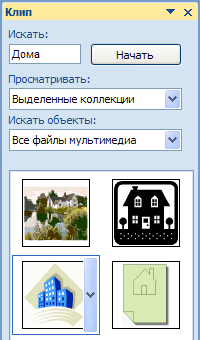 Клип
Искать:
Дома
Начать
Просматривать:
Выделенные коллекции
Искать объекты:
Все файлы мультимедиа